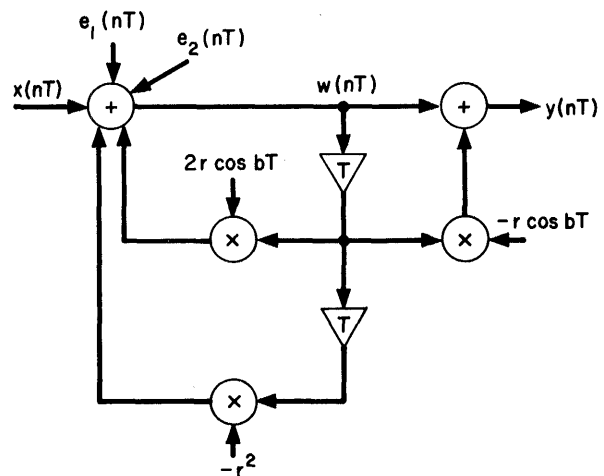 e₁(nT)
e₂(nT)
x(nT)
+
w(nT)
+
y(nT)
T
2r cos bT
×
×
−r cos bT
T
×
−r²